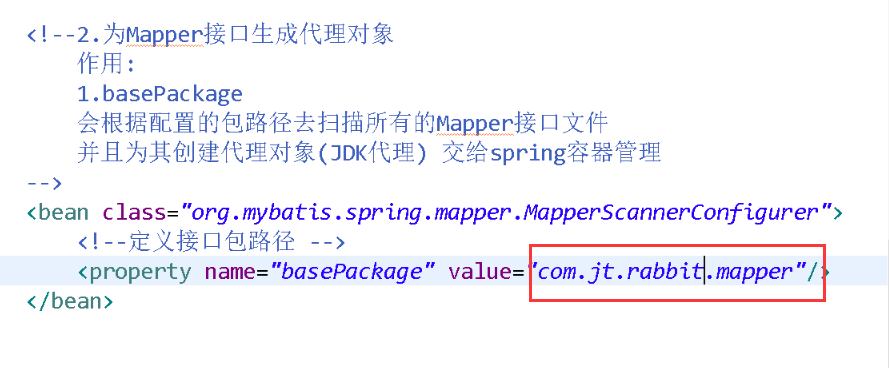 <!--2.为Mapper接口生成代理对象
作用:
1.basePackage
会根据配置的包路径去扫描所有的Mapper接口文件
并且为其创建代理对象(JDK代理) 交给spring容器管理
-->
<bean class="org.mybatis.spring.mapper.MapperScannerConfigurer">
<!--定义接口包路径 -->
<property name="basePackage" value="com.jt.rabbit.mapper"/>
</bean>